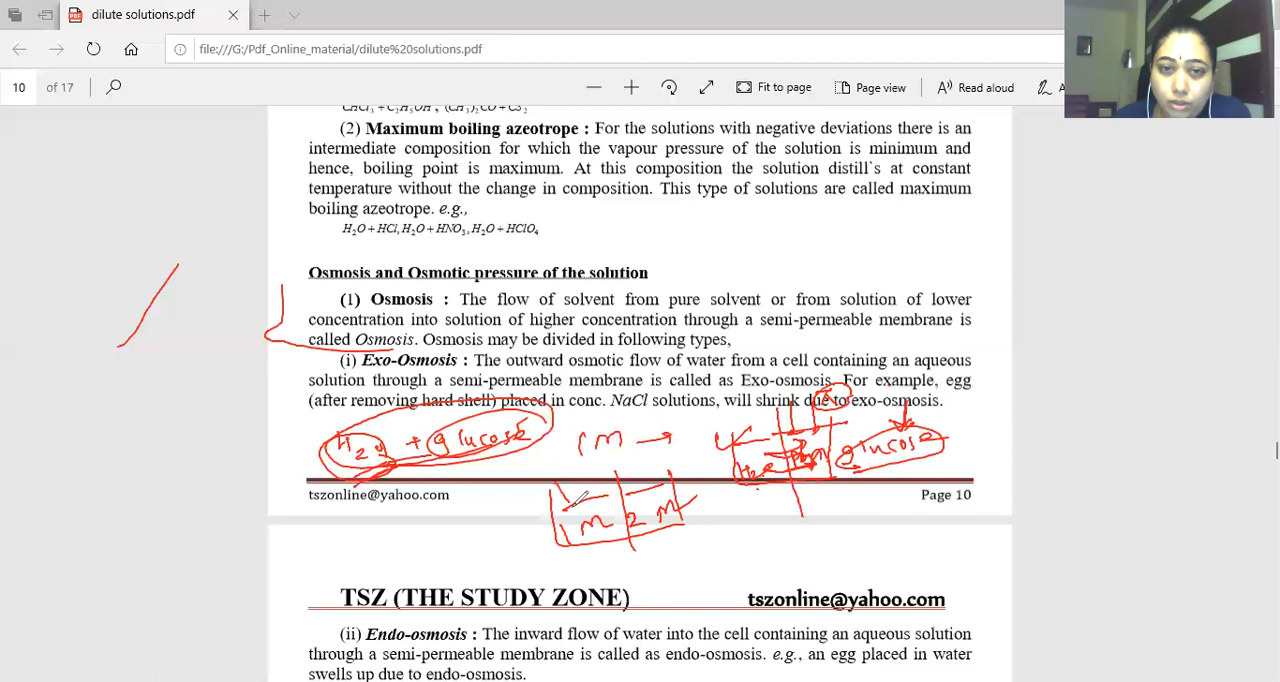 dilute solutions.pdf
file:///G:/Pdf_Online_material/dilute%20solutions.pdf
10 of 17
Fit to page
Page view
Read aloud
(2) Maximum boiling azeotrope : For the solutions with negative deviations there is an
intermediate composition for which the vapour pressure of the solution is minimum and
hence, boiling point is maximum. At this composition the solution distill`s at constant
temperature without the change in composition. This type of solutions are called maximum
boiling azeotrope. e.g.,
H₂O + HCl, H₂O + HNO₃, H₂O + HClO₄
Osmosis and Osmotic pressure of the solution
(1) Osmosis : The flow of solvent from pure solvent or from solution of lower
concentration into solution of higher concentration through a semi-permeable membrane is
called Osmosis. Osmosis may be divided in following types,
(i) Exo-Osmosis : The outward osmotic flow of water from a cell containing an aqueous
solution through a semi-permeable membrane is called as Exo-osmosis. For example, egg
(after removing hard shell) placed in conc. NaCl solutions, will shrink due to exo-osmosis.
H₂O + glucose 1M → glucose
1 M 2 M
tszonline@yahoo.com Page 10
TSZ (THE STUDY ZONE) tszonline@yahoo.com
(ii) Endo-osmosis : The inward flow of water into the cell containing an aqueous solution
through a semi-permeable membrane is called as endo-osmosis. e.g., an egg placed in water
swells up due to endo-osmosis.